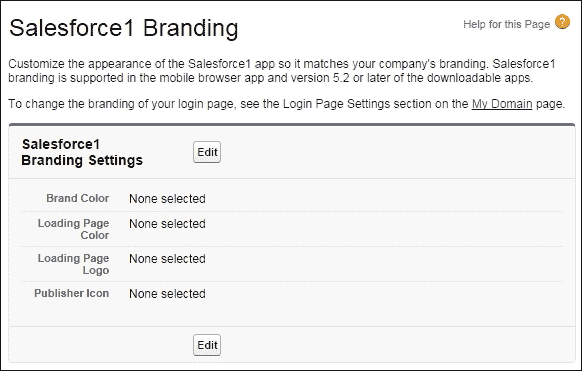 Salesforce1 Branding
Help for this Page ?
Customize the appearance of the Salesforce1 app so it matches your company's branding. Salesforce1
branding is supported in the mobile browser app and version 5.2 or later of the downloadable apps.
To change the branding of your login page, see the Login Page Settings section on the My Domain page.
Salesforce1
Branding Settings
Edit
Brand Color None selected
Loading Page
Color
None selected
Loading Page
Logo
None selected
Publisher Icon None selected
Edit